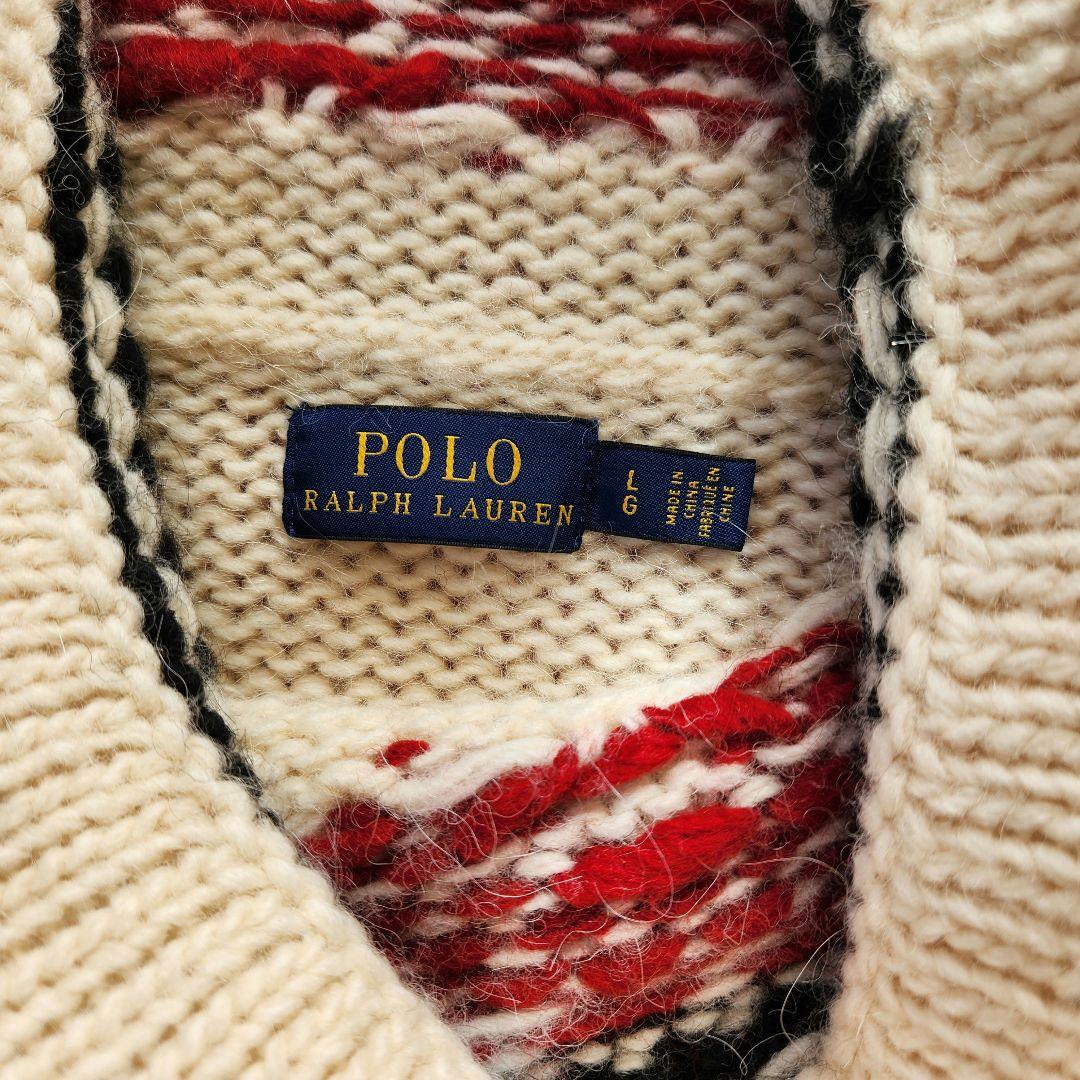 POLO
RALPH LAUREN
L
G
MADE IN
CHINA
FABRIQUÉ EN
CHINE